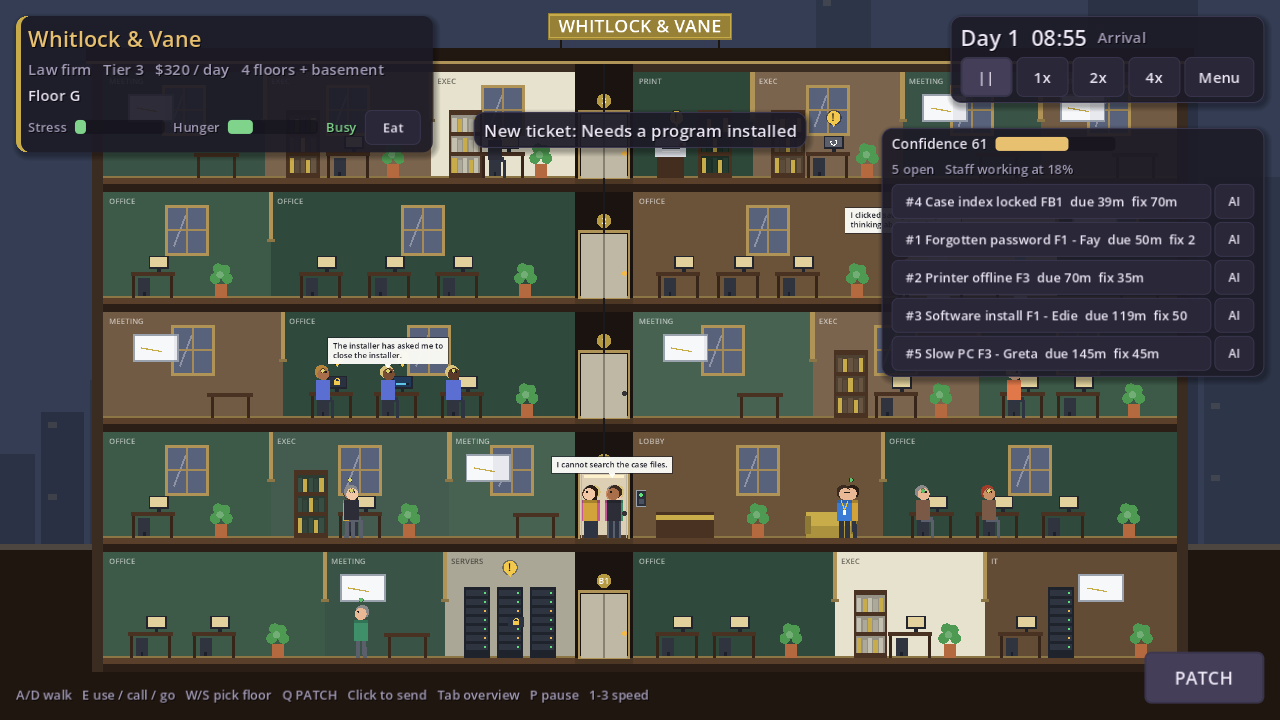 WHITLOCK & VANE
Whitlock & Vane
Law firm Tier 3 $320 / day 4 floors + basement
Floor G
Stress Hunger Busy Eat
Day 1 08:55 Arrival
|| 1x 2x 4x Menu
New ticket: Needs a program installed
Confidence 61
5 open Staff working at 18%
#4 Case index locked FB1 due 39m fix 70m AI
#1 Forgotten password F1 - Fay due 50m fix 2 AI
#2 Printer offline F3 due 70m fix 35m AI
#3 Software install F1 - Edie due 119m fix 50 AI
#5 Slow PC F3 - Greta due 145m fix 45m AI
EXEC PRINT EXEC MEETING
OFFICE OFFICE OFFICE
I clicked
thinking
MEETING OFFICE MEETING EXEC
The installer has asked me to
close the installer.
OFFICE EXEC MEETING LOBBY OFFICE
I cannot search the case files.
OFFICE MEETING SERVERS B1 OFFICE EXEC IT
PATCH
A/D walk E use / call / go W/S pick floor Q PATCH Click to send Tab overview P pause 1-3 speed